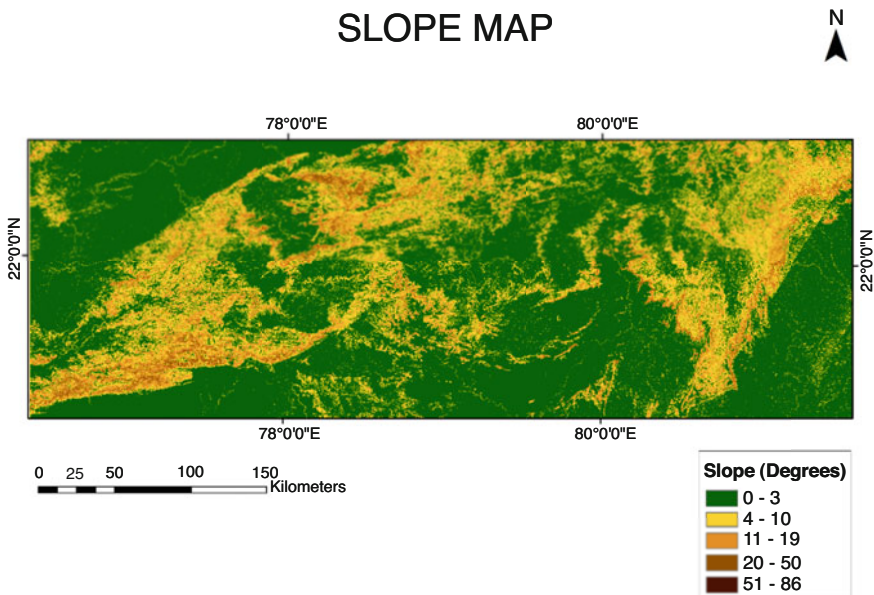 SLOPE MAP
N
78°0'0"E 80°0'0"E
22°0'0"N
22°0'0"N
78°0'0"E 80°0'0"E
0 25 50 100 150
Kilometers
Slope (Degrees)
0 - 3
4 - 10
11 - 19
20 - 50
51 - 86